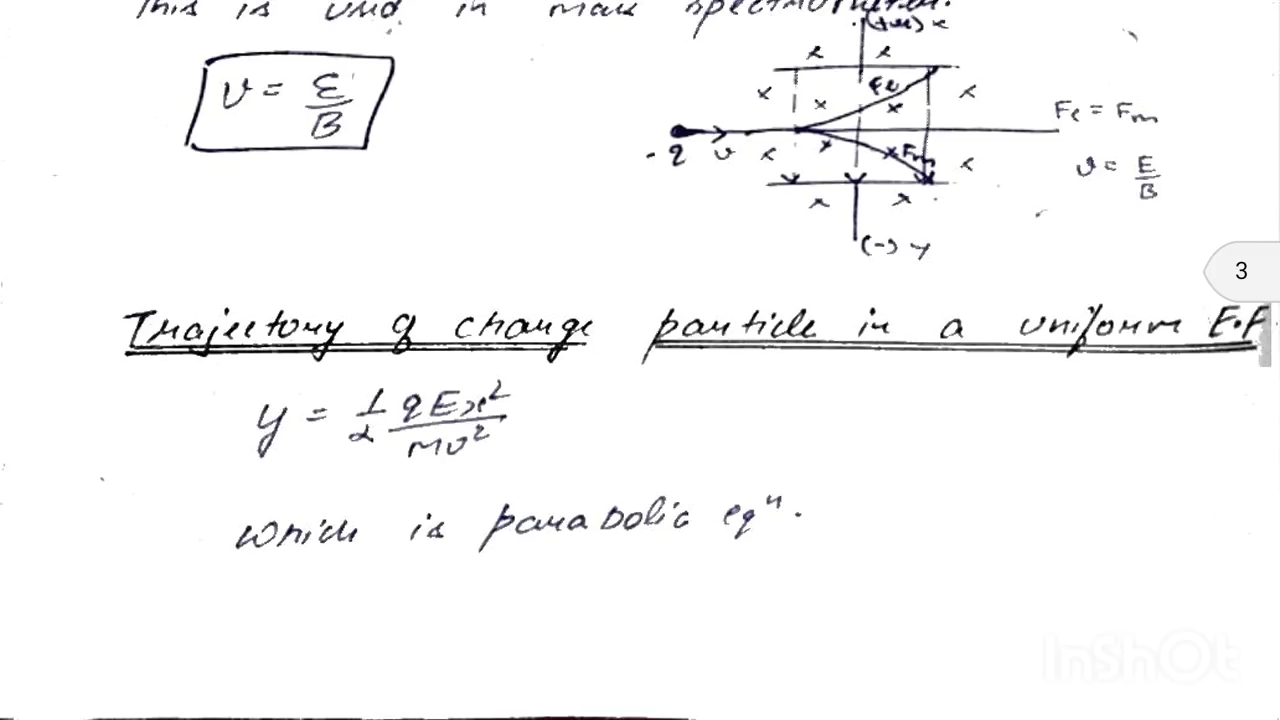 This is used in mass spectrometer.
v = E/B
(+ve) x
x x
Fe
x x x x
Fe = Fm
-q v x x x Fm x
v = E/B
x x
(-) Y
3
Trajectory of charge particle in a uniform E.F
y = 1/2 qEx²/mv²
which is parabolic eqⁿ.
InShOt